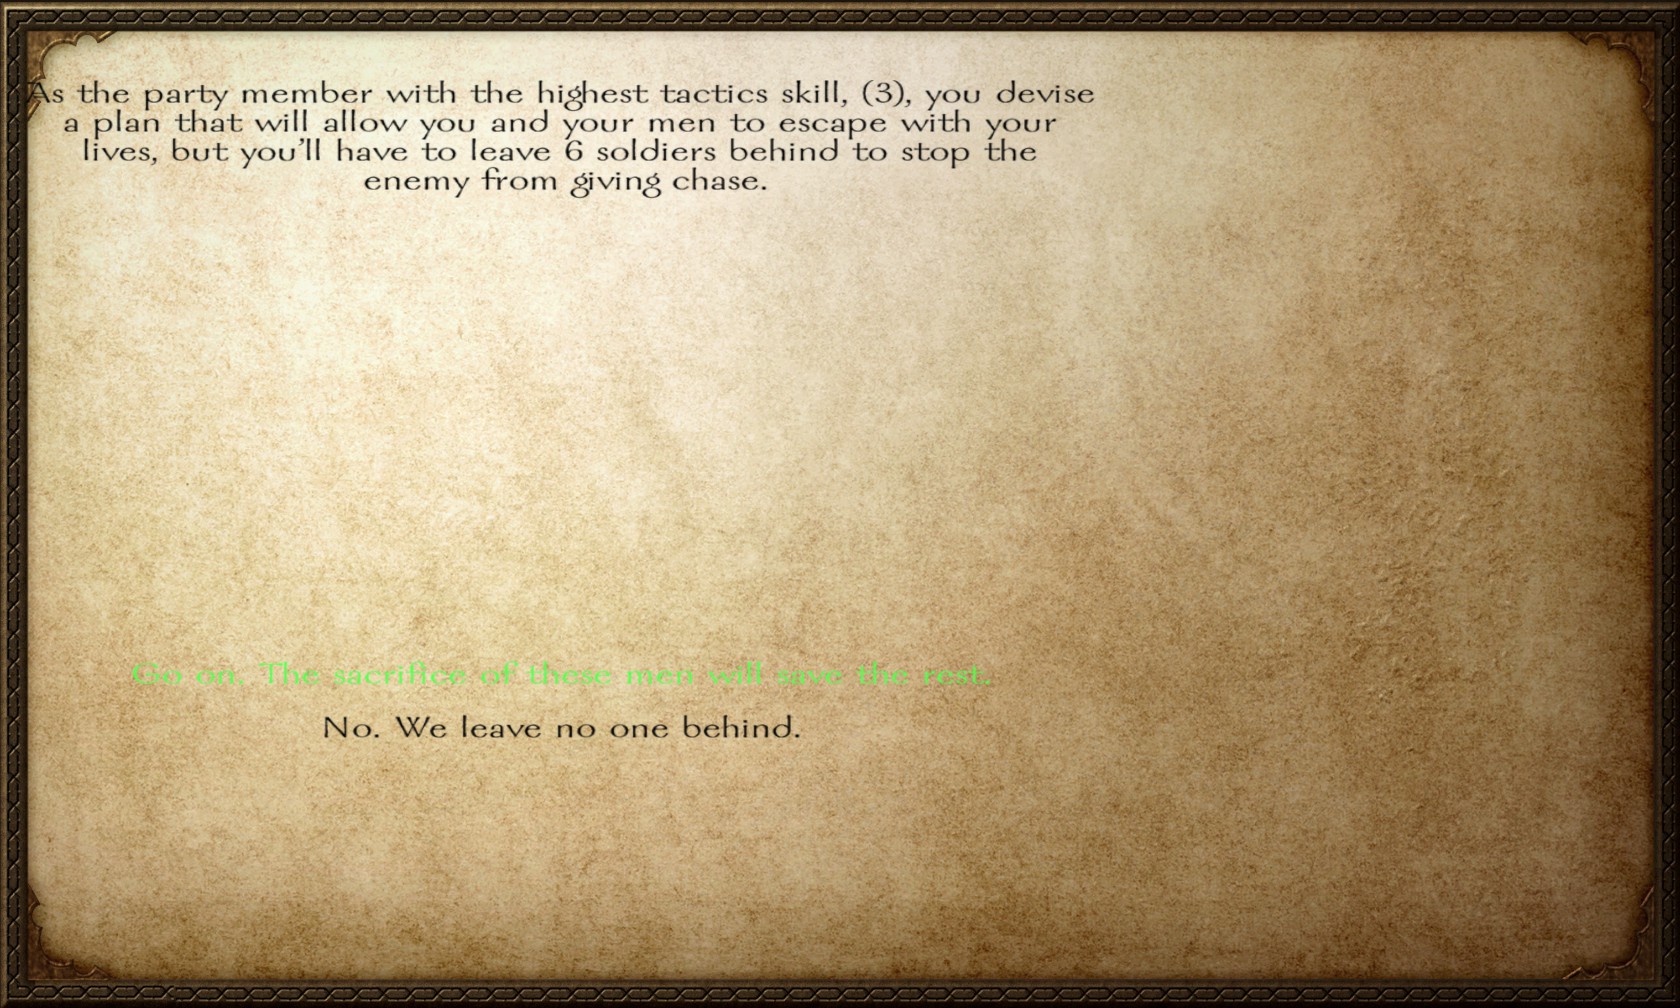 As the party member with the highest tactics skill, (3), you devise
a plan that will allow you and your men to escape with your
lives, but you'll have to leave 6 soldiers behind to stop the
enemy from giving chase.
Go on. The sacrifice of these men will save the rest.
No. We leave no one behind.